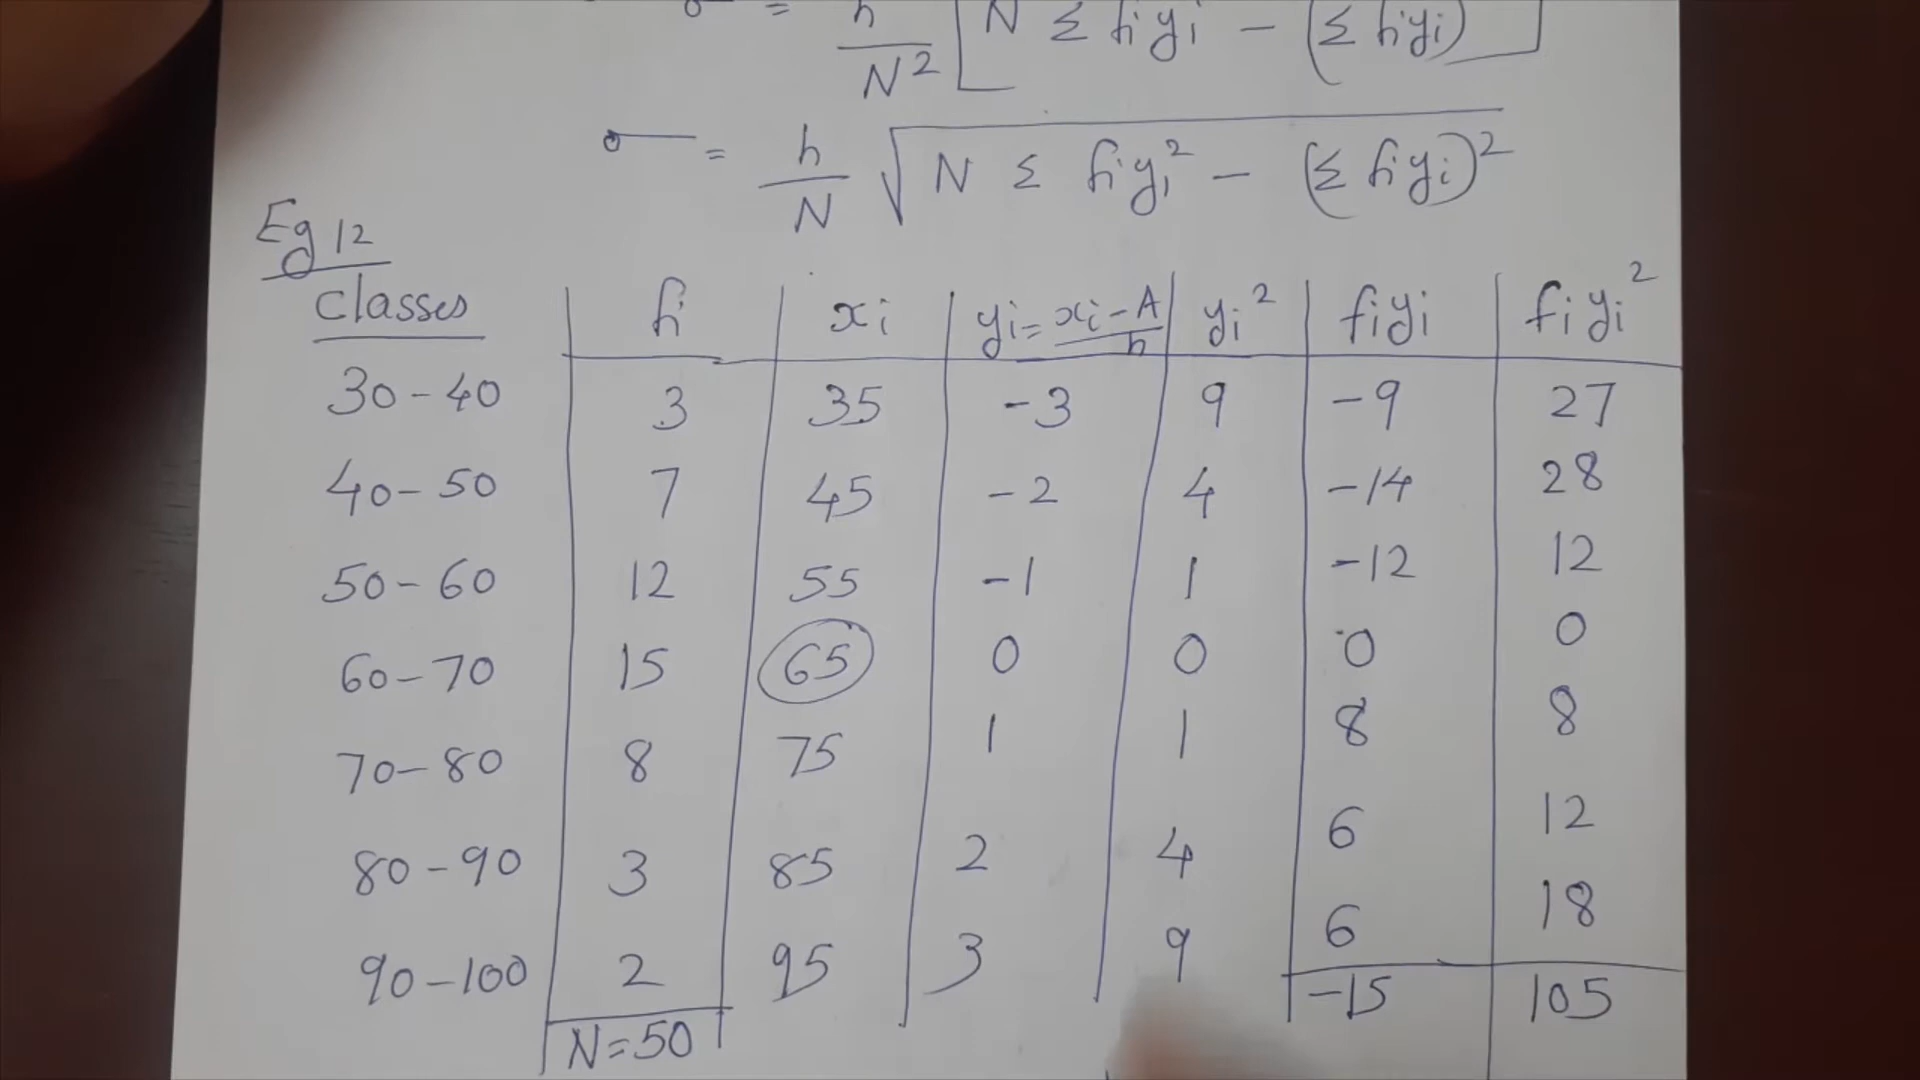 σ² = h²/N² [N Σ fiyi² - (Σ fiyi)²]
σ = h/N √N Σ fiyi² - (Σ fiyi)²
Eg 12
Classes fi xi yi = xi-A/h yi² fiyi fiyi²
30-40 3 35 -3 9 -9 27
40-50 7 45 -2 4 -14 28
50-60 12 55 -1 1 -12 12
60-70 15 65 0 0 0 0
70-80 8 75 1 1 8 8
80-90 3 85 2 4 6 12
90-100 2 95 3 9 6 18
N=50 -15 105